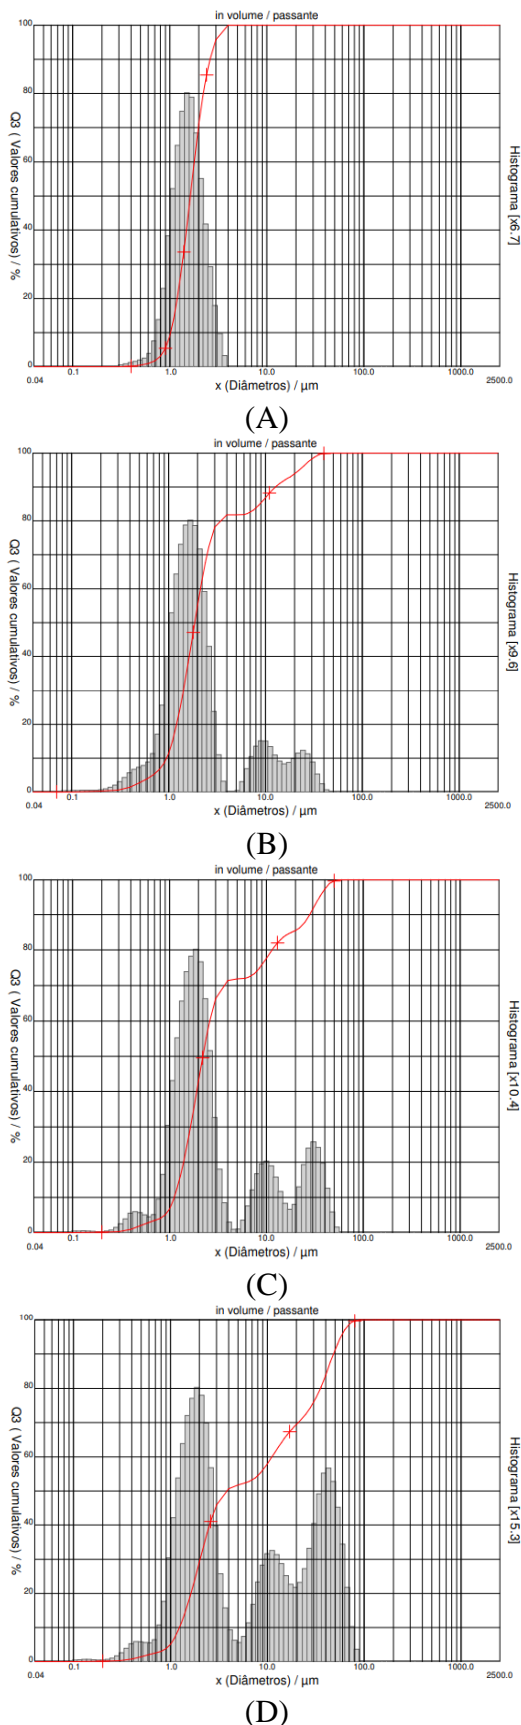 in volume / passante
Q3 ( Valores cumulativos) / %
100
80
60
40
20
0
0.04
0.1
1.0
10.0
100.0
1000.0
2500.0
x (Diâmetros) / µm
Histograma [x6.7]
(A)
in volume / passante
Q3 ( Valores cumulativos) / %
100
80
60
40
20
0
0.04
0.1
1.0
10.0
100.0
1000.0
2500.0
x (Diâmetros) / µm
Histograma [x9.6]
(B)
in volume / passante
Q3 ( Valores cumulativos) / %
100
80
60
40
20
0
0.04
0.1
1.0
10.0
100.0
1000.0
2500.0
x (Diâmetros) / µm
Histograma [x10.4]
(C)
in volume / passante
Q3 ( Valores cumulativos) / %
100
80
60
40
20
0
0.04
0.1
1.0
10.0
100.0
1000.0
2500.0
x (Diâmetros) / µm
Histograma [x15.3]
(D)